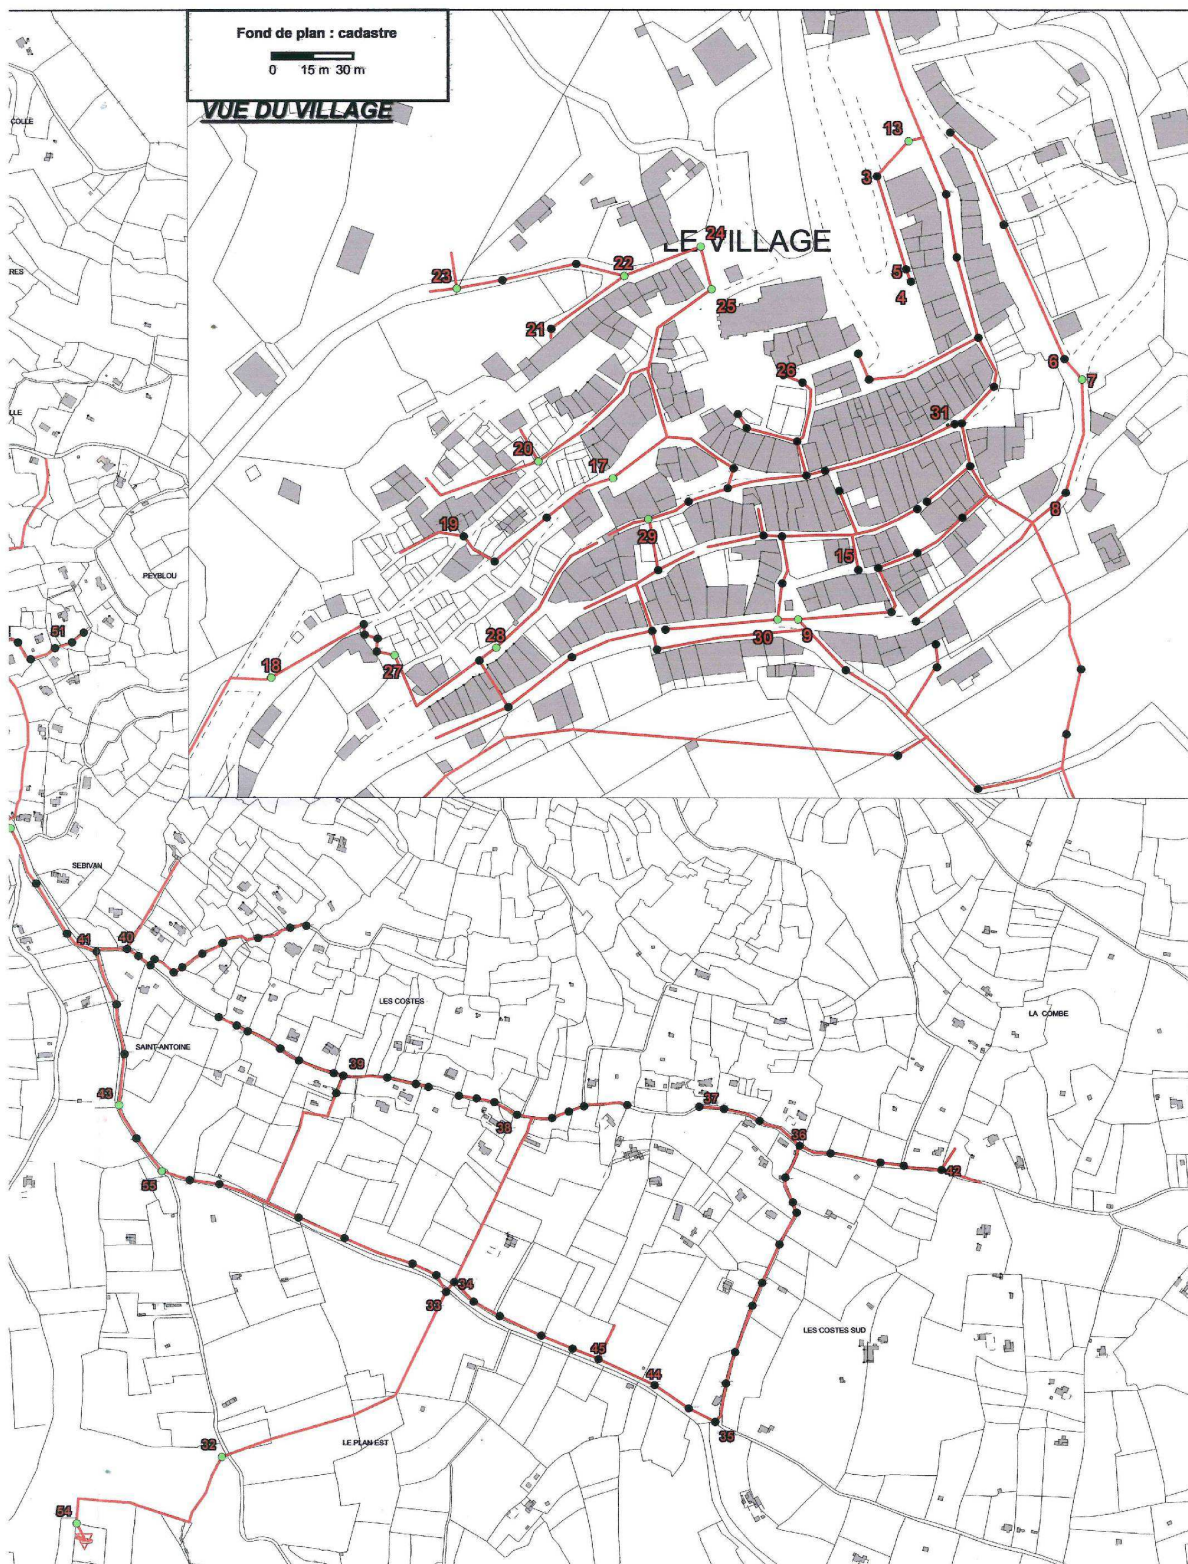 Fond de plan : cadastre
0 15 m 30 m
VUE DU VILLAGE
COLLE
13
3
LE VILLAGE
24
RES
22
23
5
25
4
21
6
7
26
LLE
31
20
17
8
19
29
15
PEYBLOU
51
30
9
28
18
27
SEBIVAN
41
40
LES COSTES
LA COMBE
SAINT-ANTOINE
39
43
37
38
36
55
42
34
33
LES COSTES SUD
45
44
35
32
LE PLAN EST
54